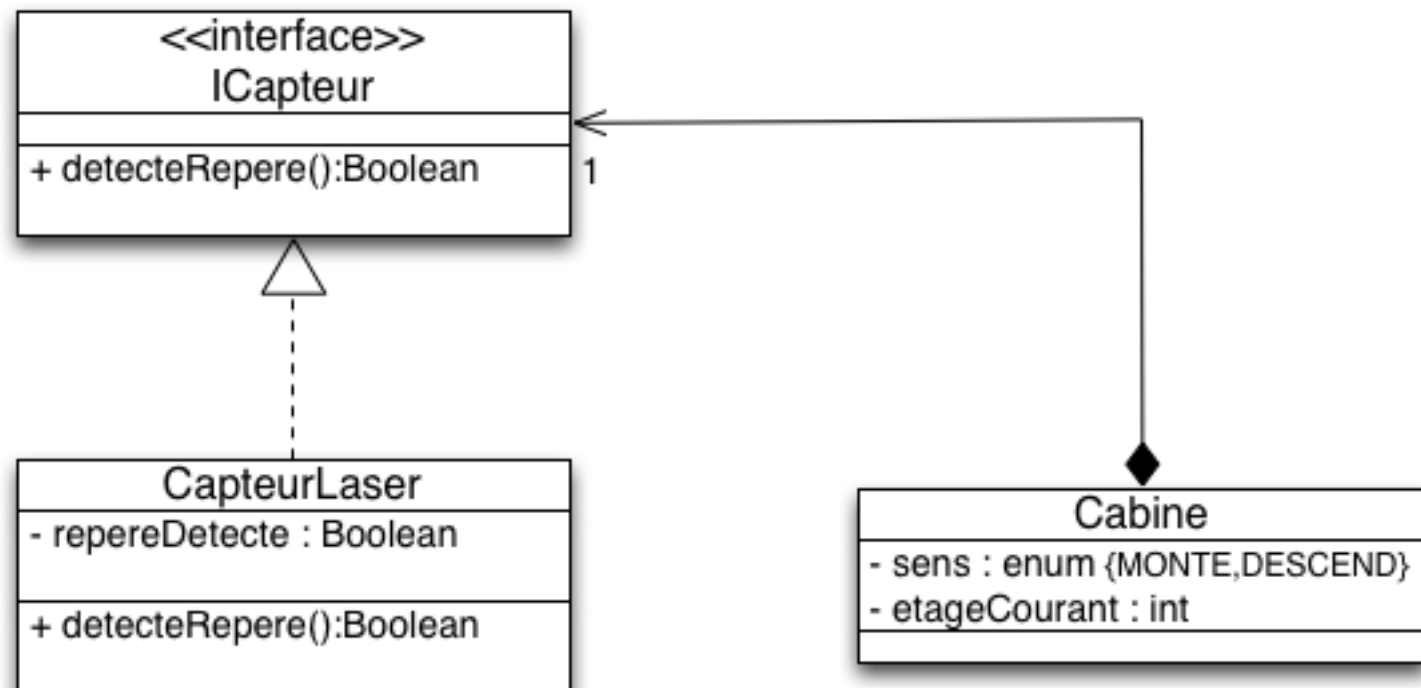 <<interface>>
ICapteur
+ detecteRepere():Boolean
1
CapteurLaser
- repereDetecte : Boolean
+ detecteRepere():Boolean
Cabine
- sens : enum {MONTE,DESCEND}
- etageCourant : int